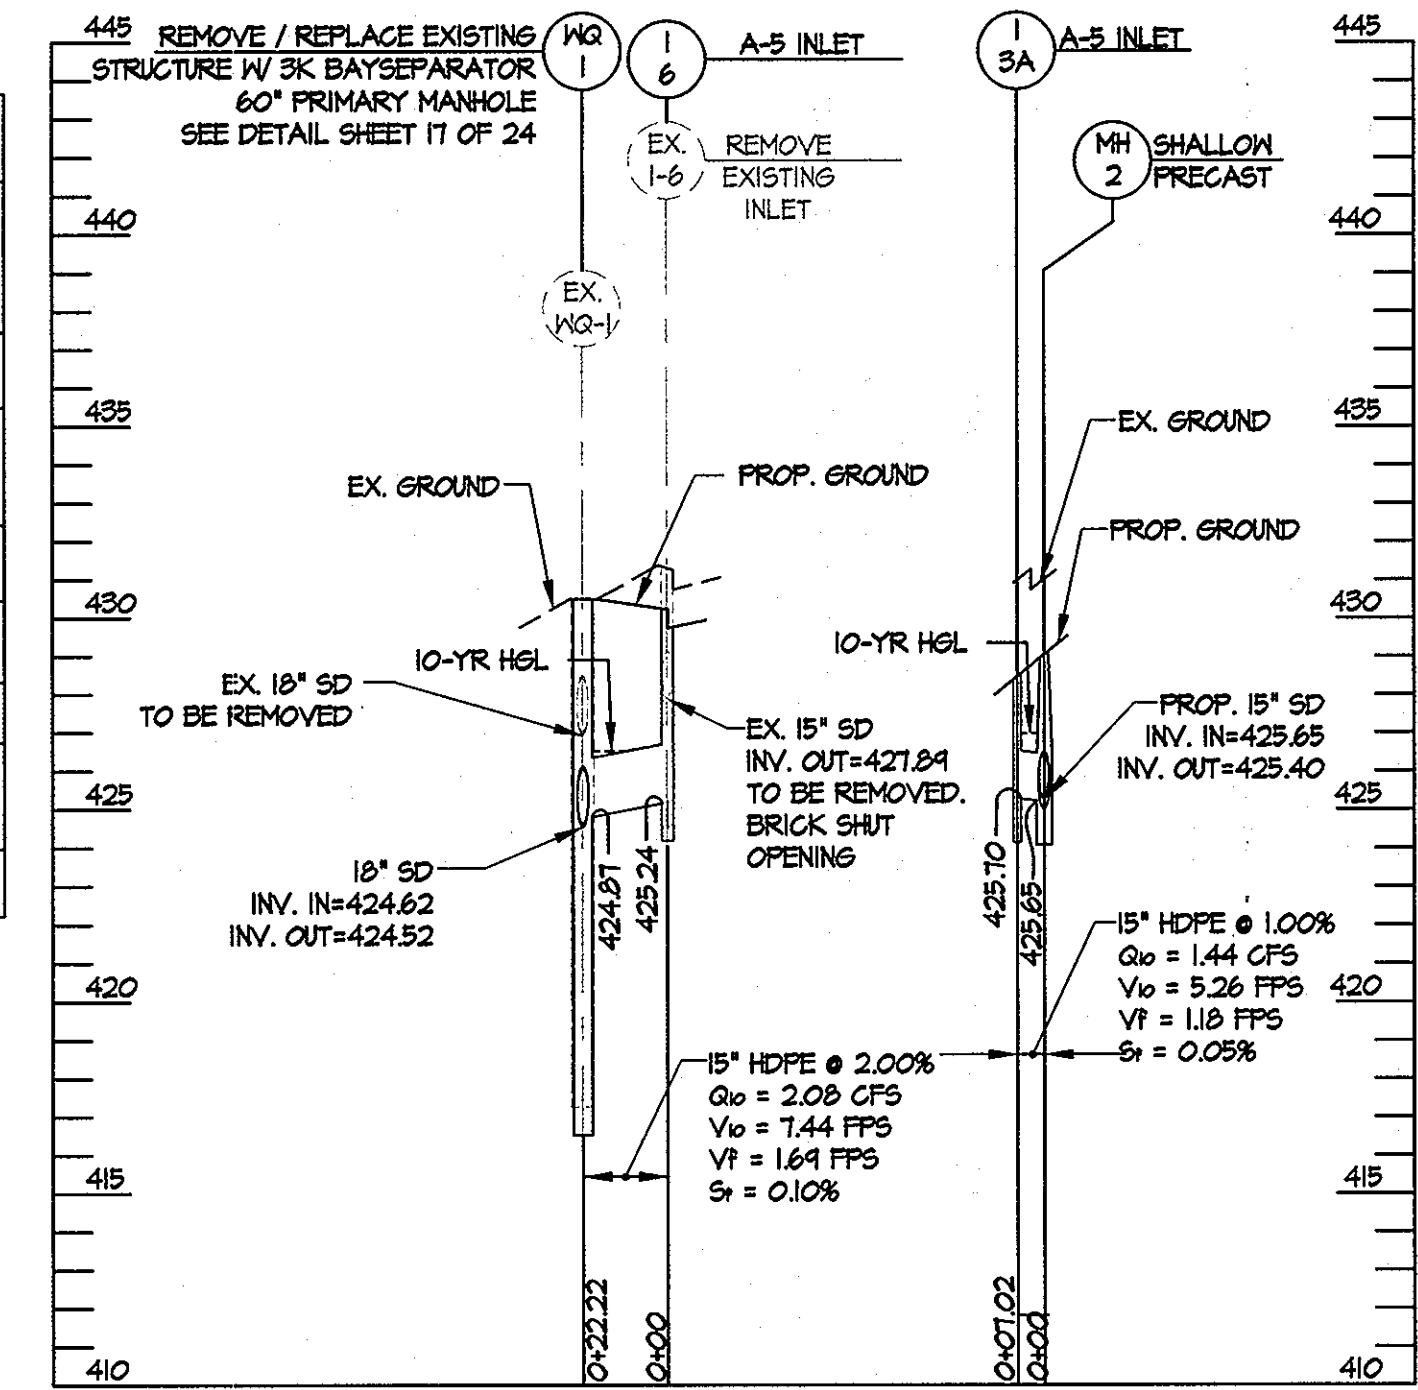 445
REMOVE / REPLACE EXISTING
STRUCTURE W/ 3K BAYSEPARATOR
60" PRIMARY MANHOLE
SEE DETAIL SHEET 17 OF 24
WQ
1
I
6
A-5 INLET
I
3A
A-5 INLET
445
EX.
I-6
REMOVE
EXISTING
INLET
MH
2
SHALLOW
PRECAST
440
440
EX.
WQ-1
435
435
EX. GROUND
EX. GROUND
PROP. GROUND
PROP. GROUND
430
430
10-YR HGL
10-YR HGL
EX. 18" SD
TO BE REMOVED
EX. 15" SD
INV. OUT=427.89
TO BE REMOVED.
BRICK SHUT
OPENING
PROP. 15" SD
INV. IN=425.65
INV. OUT=425.40
425
425
18" SD
INV. IN=424.62
INV. OUT=424.52
424.87
425.24
425.70
425.65
15" HDPE @ 1.00%
Q10 = 1.44 CFS
V10 = 5.26 FPS
Vf = 1.18 FPS
Sf = 0.05%
420
420
15" HDPE @ 2.00%
Q10 = 2.08 CFS
V10 = 7.44 FPS
Vf = 1.69 FPS
Sf = 0.10%
415
415
0+22.22
0+00
0+07.02
0+00
410
410